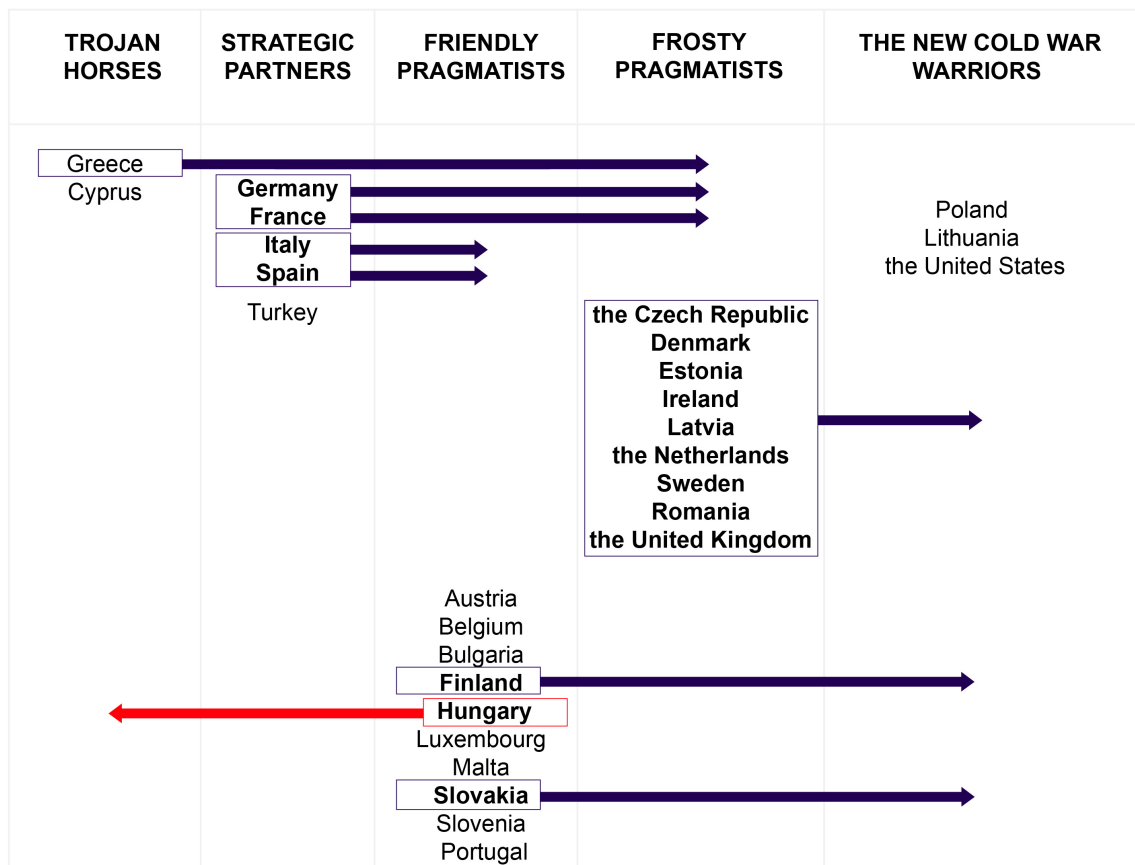 TROJAN
HORSES
STRATEGIC
PARTNERS
FRIENDLY
PRAGMATISTS
FROSTY
PRAGMATISTS
THE NEW COLD WAR
WARRIORS
Greece
Cyprus
Germany
France
Italy
Spain
Turkey
Poland
Lithuania
the United States
the Czech Republic
Denmark
Estonia
Ireland
Latvia
the Netherlands
Sweden
Romania
the United Kingdom
Austria
Belgium
Bulgaria
Finland
Hungary
Luxembourg
Malta
Slovakia
Slovenia
Portugal